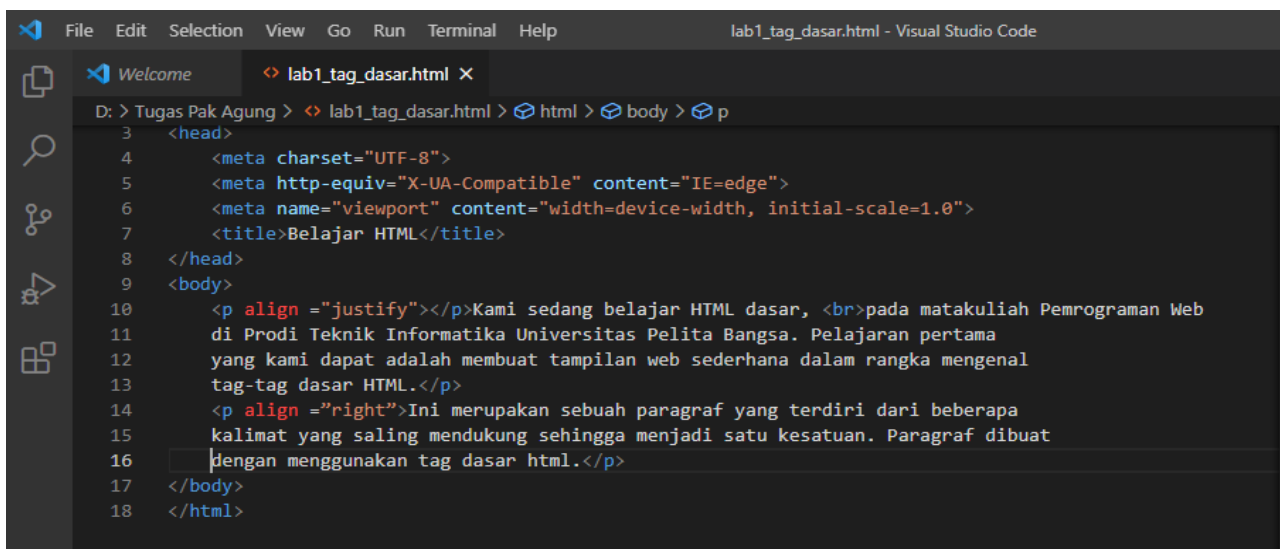 File Edit Selection View Go Run Terminal Help lab1_tag_dasar.html - Visual Studio Code
Welcome <> lab1_tag_dasar.html ×
D: > Tugas Pak Agung > <> lab1_tag_dasar.html > html > body > p
3 <head>
4 <meta charset="UTF-8">
5 <meta http-equiv="X-UA-Compatible" content="IE=edge">
6 <meta name="viewport" content="width=device-width, initial-scale=1.0">
7 <title>Belajar HTML</title>
8 </head>
9 <body>
10 <p align ="justify"></p>Kami sedang belajar HTML dasar, <br>pada matakuliah Pemrograman Web
11 di Prodi Teknik Informatika Universitas Pelita Bangsa. Pelajaran pertama
12 yang kami dapat adalah membuat tampilan web sederhana dalam rangka mengenal
13 tag-tag dasar HTML.</p>
14 <p align =”right”>Ini merupakan sebuah paragraf yang terdiri dari beberapa
15 kalimat yang saling mendukung sehingga menjadi satu kesatuan. Paragraf dibuat
16 dengan menggunakan tag dasar html.</p>
17 </body>
18 </html>